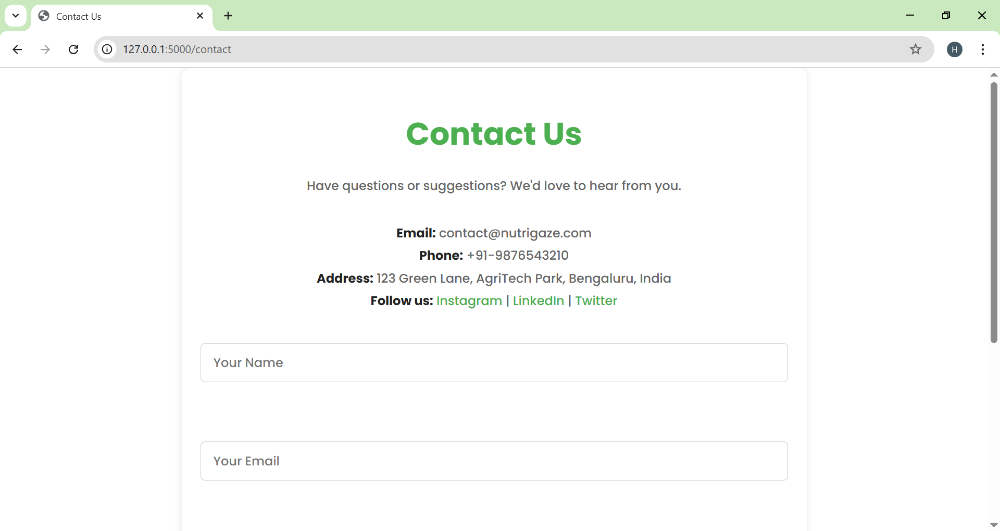 Contact Us
127.0.0.1:5000/contact
H
Contact Us
Have questions or suggestions? We'd love to hear from you.
Email: contact@nutrigaze.com
Phone: +91-9876543210
Address: 123 Green Lane, AgriTech Park, Bengaluru, India
Follow us: Instagram | LinkedIn | Twitter
Your Name
Your Email